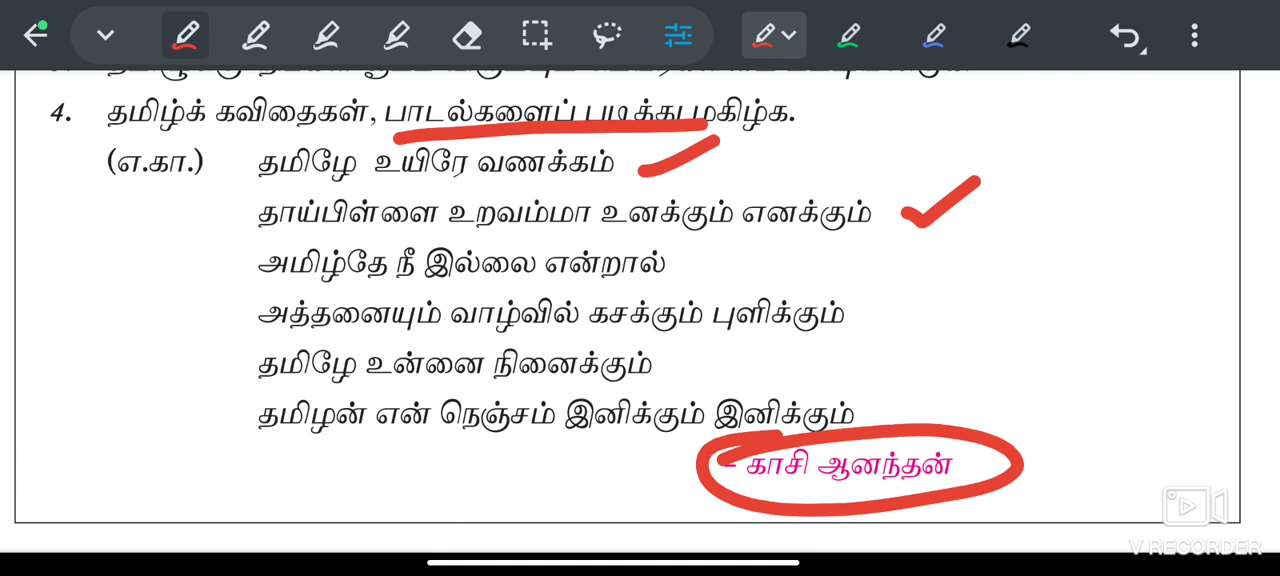 4. தமிழ்க் கவிதைகள், பாடல்களைப் படித்து மகிழ்க.
(எ.கா.) தமிழே உயிரே வணக்கம்
தாய்பிள்ளை உறவம்மா உனக்கும் எனக்கும்
அமிழ்தே நீ இல்லை என்றால்
அத்தனையும் வாழ்வில் கசக்கும் புளிக்கும்
தமிழே உன்னை நினைக்கும்
தமிழன் என் நெஞ்சம் இனிக்கும் இனிக்கும்
- காசி ஆனந்தன்
V RECORDER